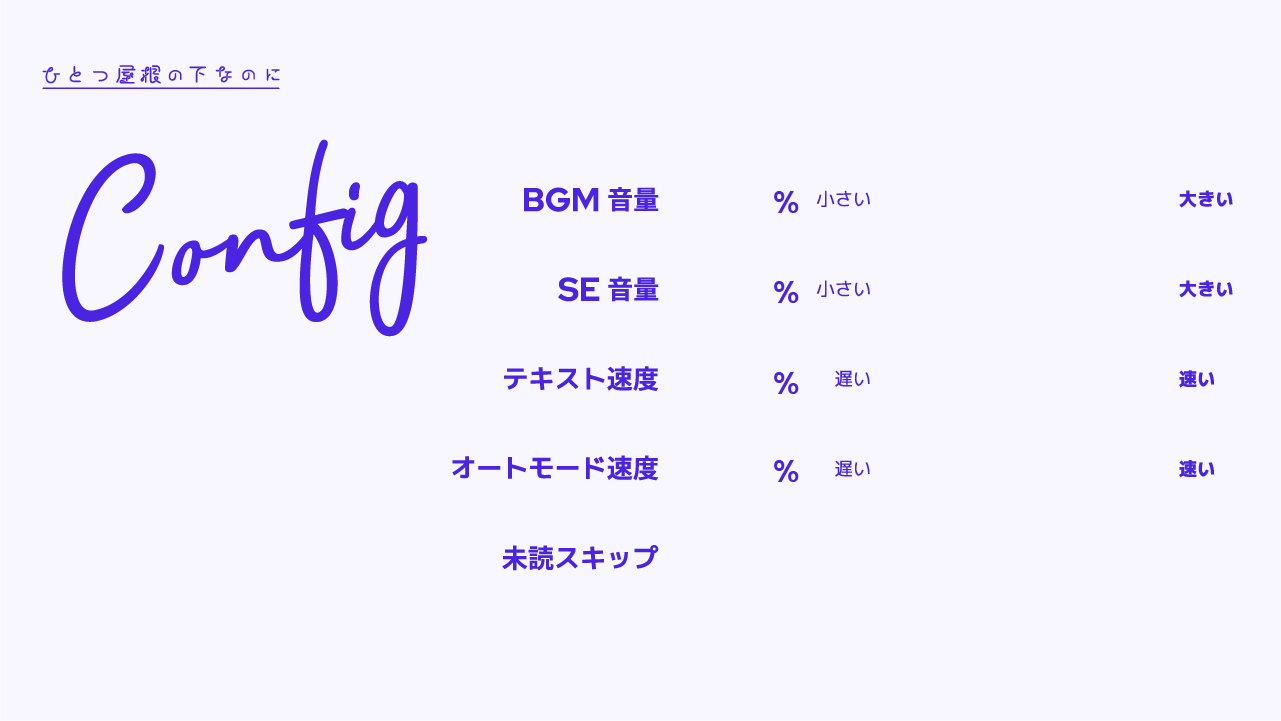 ひとつ屋根の下なのに
Config
BGM 音量 % 小さい 大きい
SE 音量 % 小さい 大きい
テキスト速度 % 遅い 速い
オートモード速度 % 遅い 速い
未読スキップ